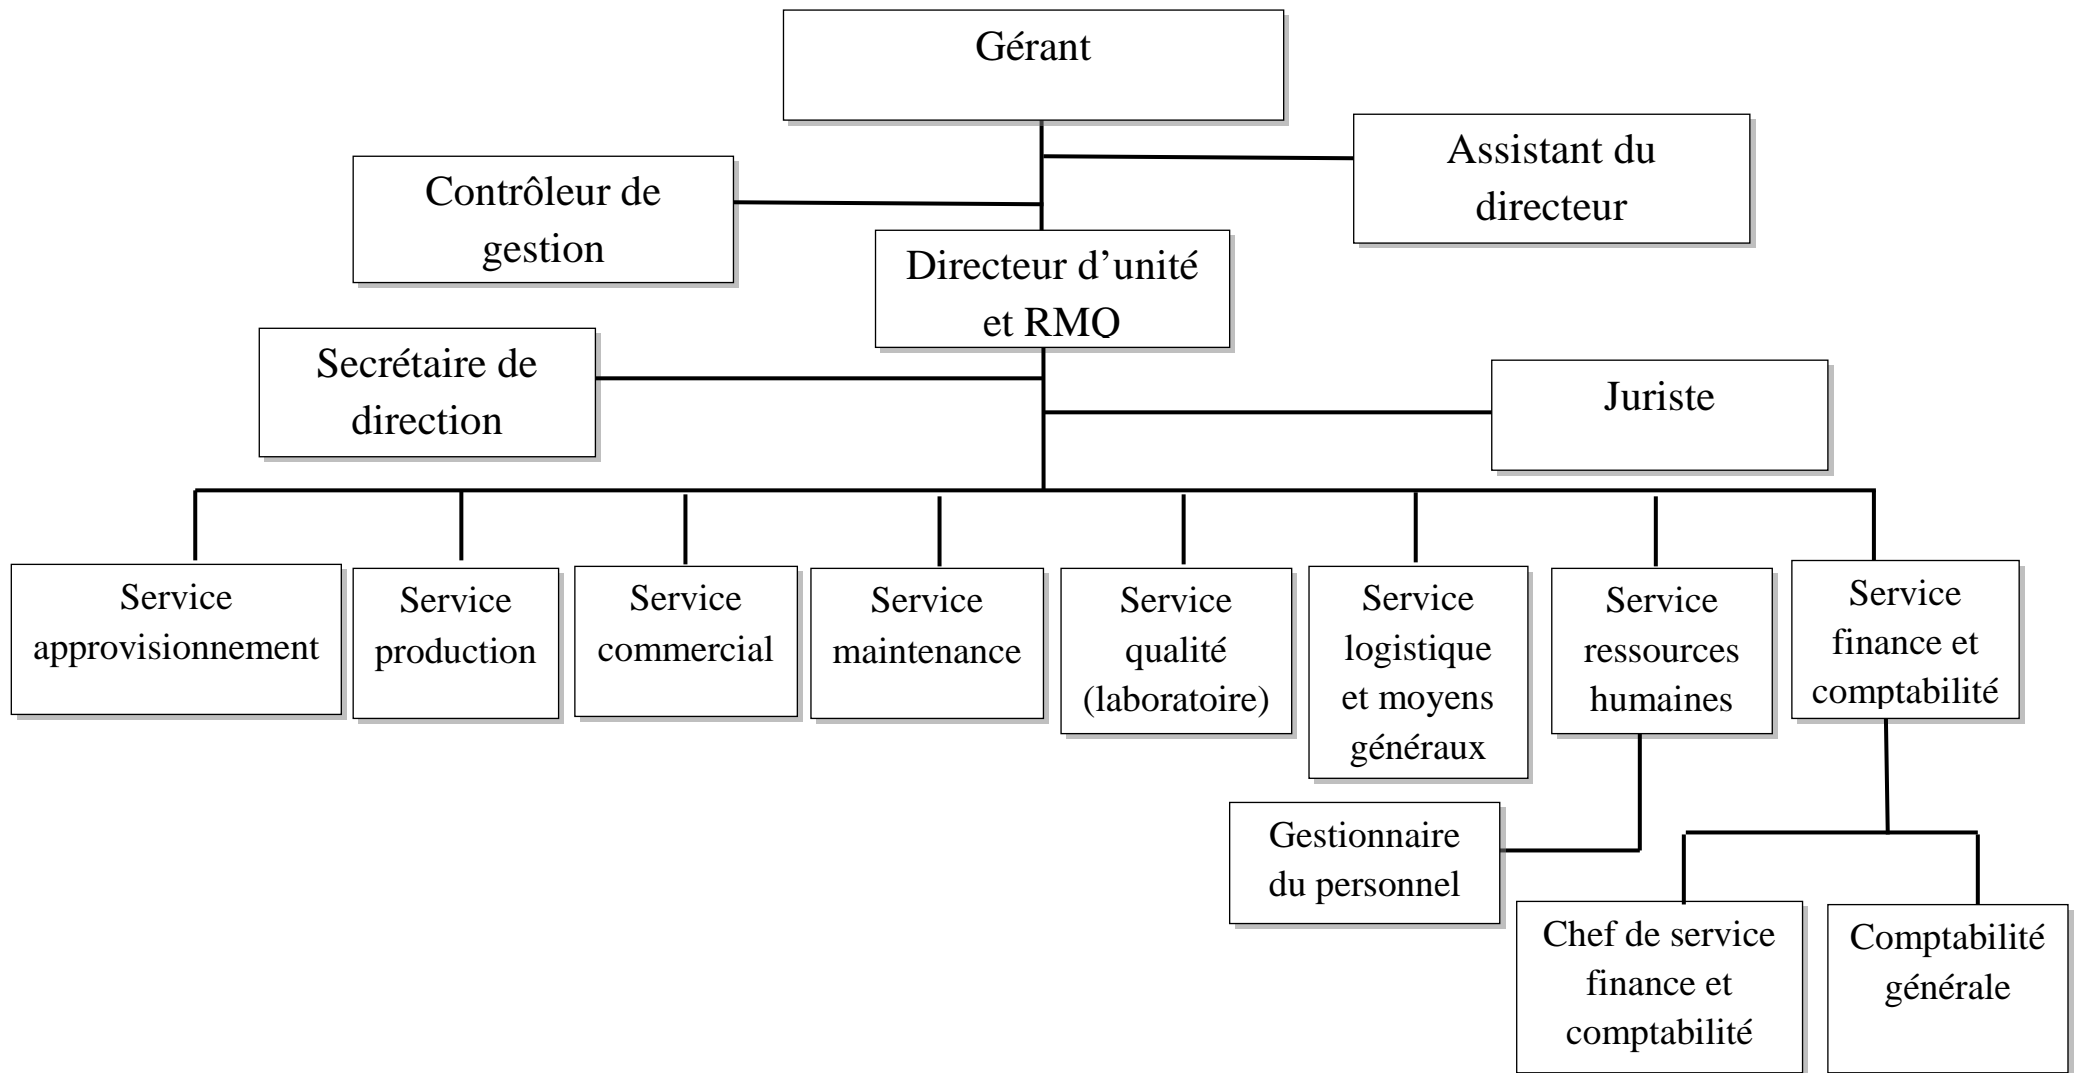 Gérant
Assistant du
directeur
Contrôleur de
gestion
Directeur d’unité
et RMQ
Secrétaire de
direction
Juriste
Service
approvisionnement
Service
production
Service
commercial
Service
maintenance
Service
qualité
(laboratoire)
Service
logistique
et moyens
généraux
Service
ressources
humaines
Service
finance et
comptabilité
Gestionnaire
du personnel
Chef de service
finance et
comptabilité
Comptabilité
générale